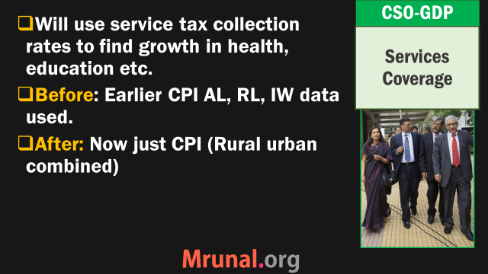 ❑Will use service tax collection
rates to find growth in health,
education etc.
❑Before: Earlier CPI AL, RL, IW data
used.
❑After: Now just CPI (Rural urban
combined)
CSO-GDP
Services
Coverage
Mrunal.org